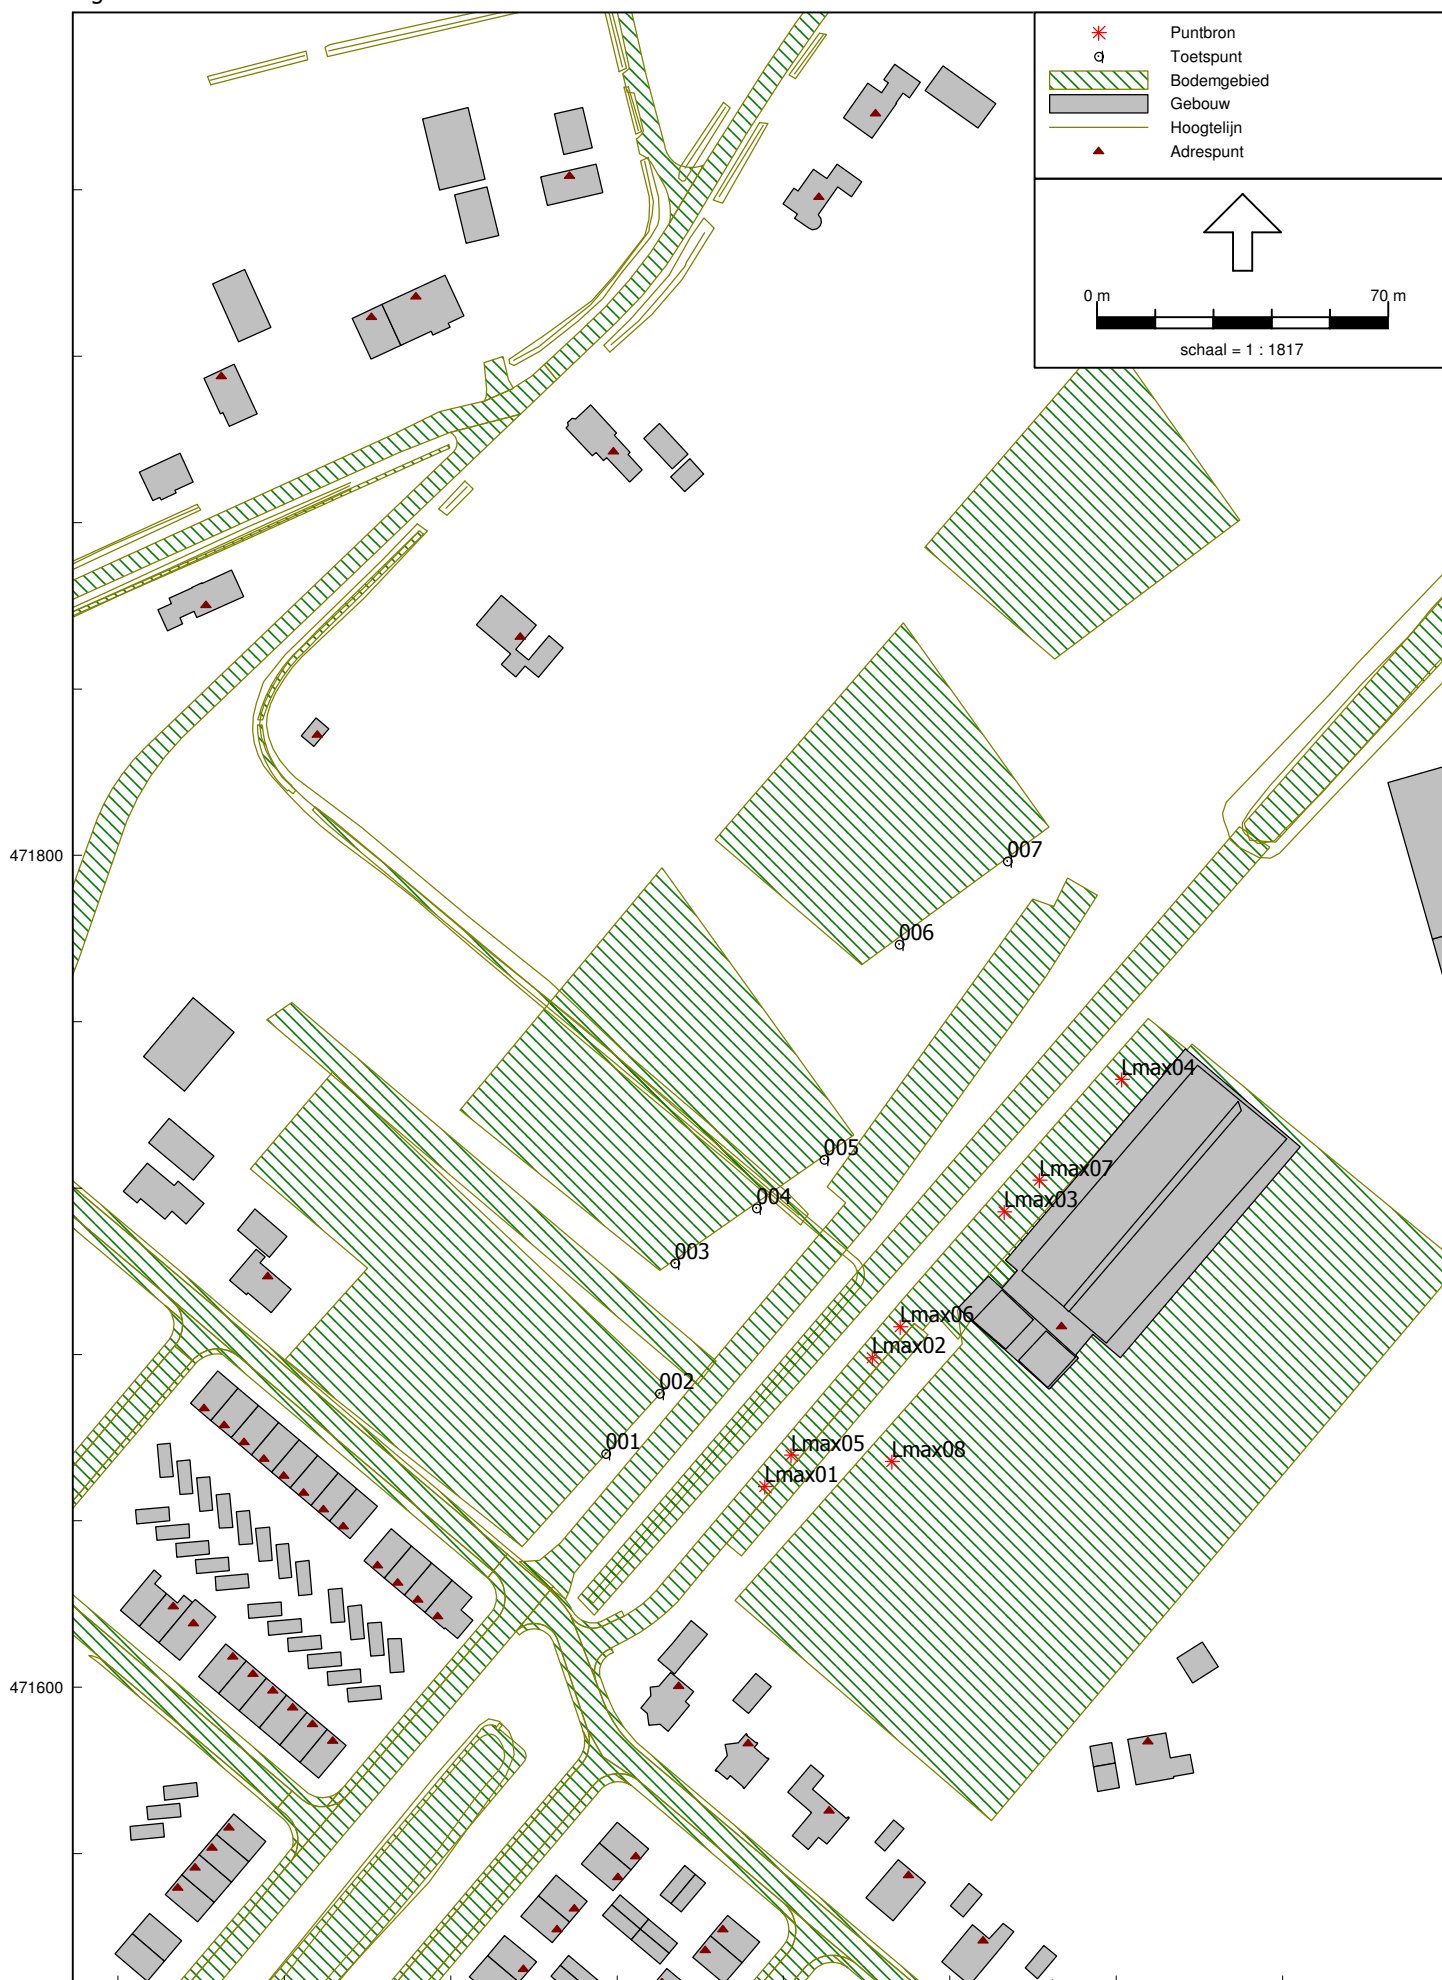 Puntbron
Toetspunt
Bodemgebied
Gebouw
Hoogtelijn
Adrespunt
0 m 70 m
schaal = 1 : 1817
471800
007
006
Lmax04
005
Lmax07
004
Lmax03
003
Lmax06
Lmax02
002
001
Lmax05
Lmax08
Lmax01
471600